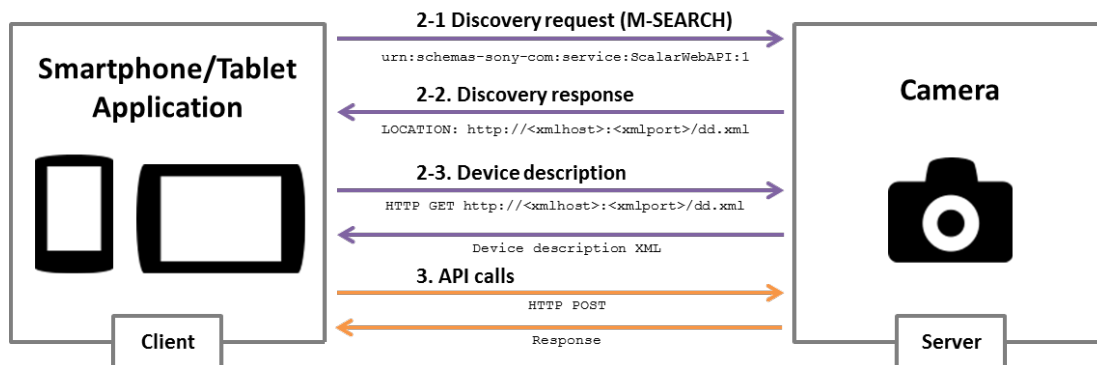 2-1 Discovery request (M-SEARCH)
urn:schemas-sony-com:service:ScalarWebAPI:1
Smartphone/Tablet
Application
2-2. Discovery response
LOCATION: http://<xmlhost>:<xmlport>/dd.xml
Camera
2-3. Device description
HTTP GET http://<xmlhost>:<xmlport>/dd.xml
Device description XML
3. API calls
HTTP POST
Response
Client
Server